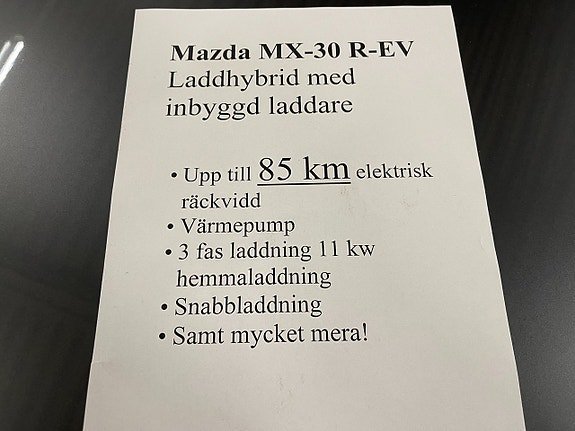 Mazda MX-30 R-EV
Laddhybrid med
inbyggd laddare
• Upp till 85 km elektrisk
räckvidd
• Värmepump
• 3 fas laddning 11 kw
hemmaladdning
• Snabbladdning
• Samt mycket mera!